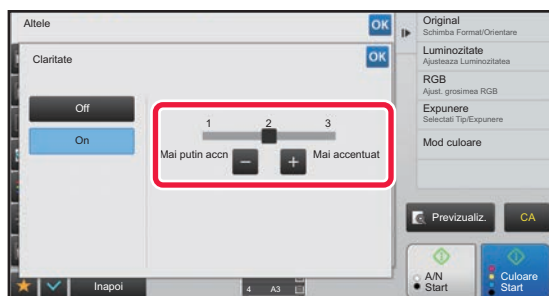 Altele
OK
Claritate
OK
Off
On
1 2 3
Mai putin accn
Mai accentuat
Original
Schimba Format/Orientare
Luminozitate
Ajusteaza Luminozitatea
RGB
Ajust. grosimea RGB
Expunere
Selectati Tip/Expunere
Mod culoare
Previzualiz.
CA
Inapoi
4 A3
A/N
Start
Culoare
Start